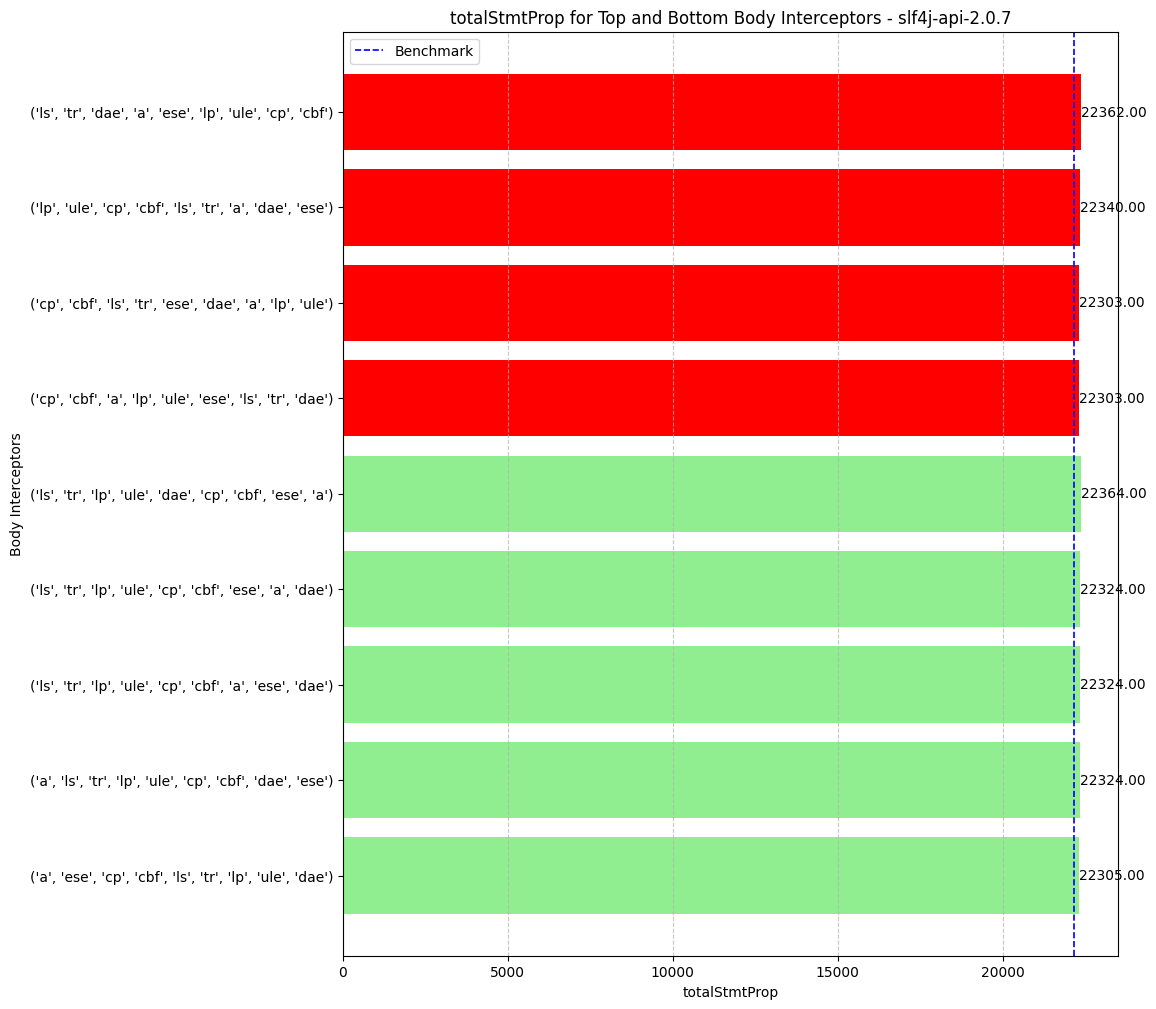 totalStmtProp for Top and Bottom Body Interceptors - slf4j-api-2.0.7
Benchmark
('ls', 'tr', 'dae', 'a', 'ese', 'lp', 'ule', 'cp', 'cbf') 22362.00
('lp', 'ule', 'cp', 'cbf', 'ls', 'tr', 'a', 'dae', 'ese') 22340.00
('cp', 'cbf', 'ls', 'tr', 'ese', 'dae', 'a', 'lp', 'ule') 22303.00
('cp', 'cbf', 'a', 'lp', 'ule', 'ese', 'ls', 'tr', 'dae') 22303.00
('ls', 'tr', 'lp', 'ule', 'dae', 'cp', 'cbf', 'ese', 'a') 22364.00
('ls', 'tr', 'lp', 'ule', 'cp', 'cbf', 'ese', 'a', 'dae') 22324.00
('ls', 'tr', 'lp', 'ule', 'cp', 'cbf', 'a', 'ese', 'dae') 22324.00
('a', 'ls', 'tr', 'lp', 'ule', 'cp', 'cbf', 'dae', 'ese') 22324.00
('a', 'ese', 'cp', 'cbf', 'ls', 'tr', 'lp', 'ule', 'dae') 22305.00
Body Interceptors
0 5000 10000 15000 20000
totalStmtProp